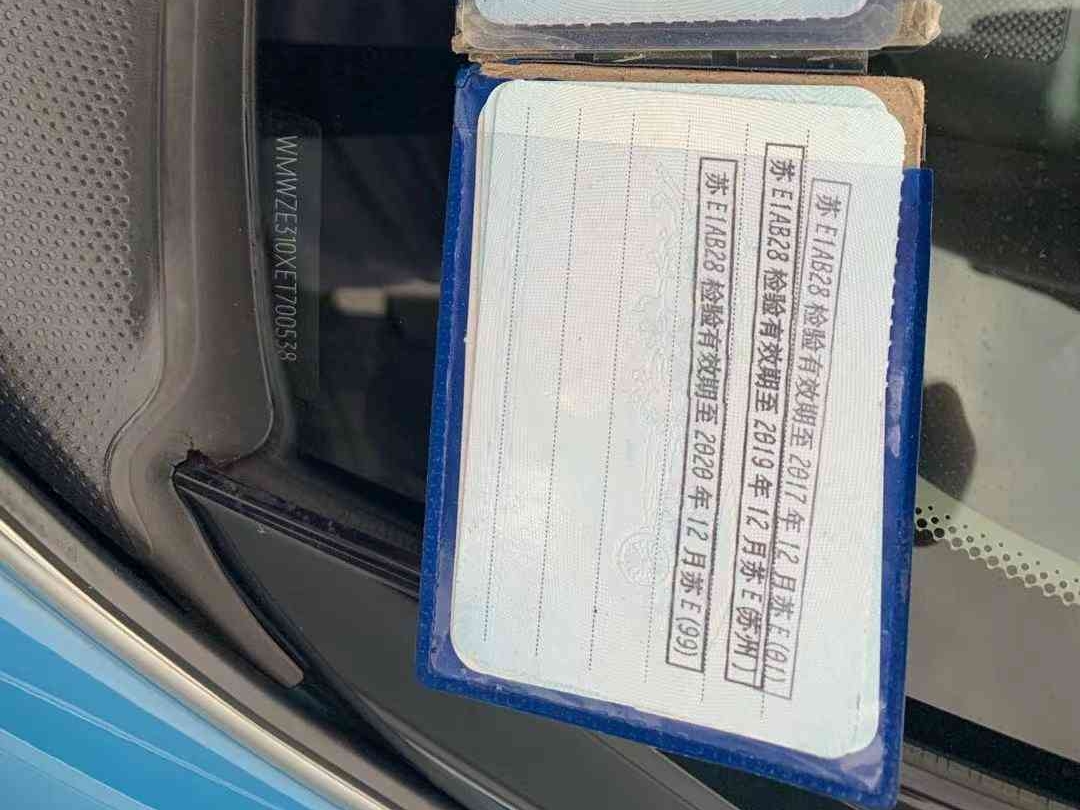 苏E1AB28检验有效期至2017年12月苏E(01)
苏E1AB28检验有效期至2019年12月苏E(苏州)
苏E1AB28检验有效期至2020年12月苏E(99)
WMWZE310XET700538